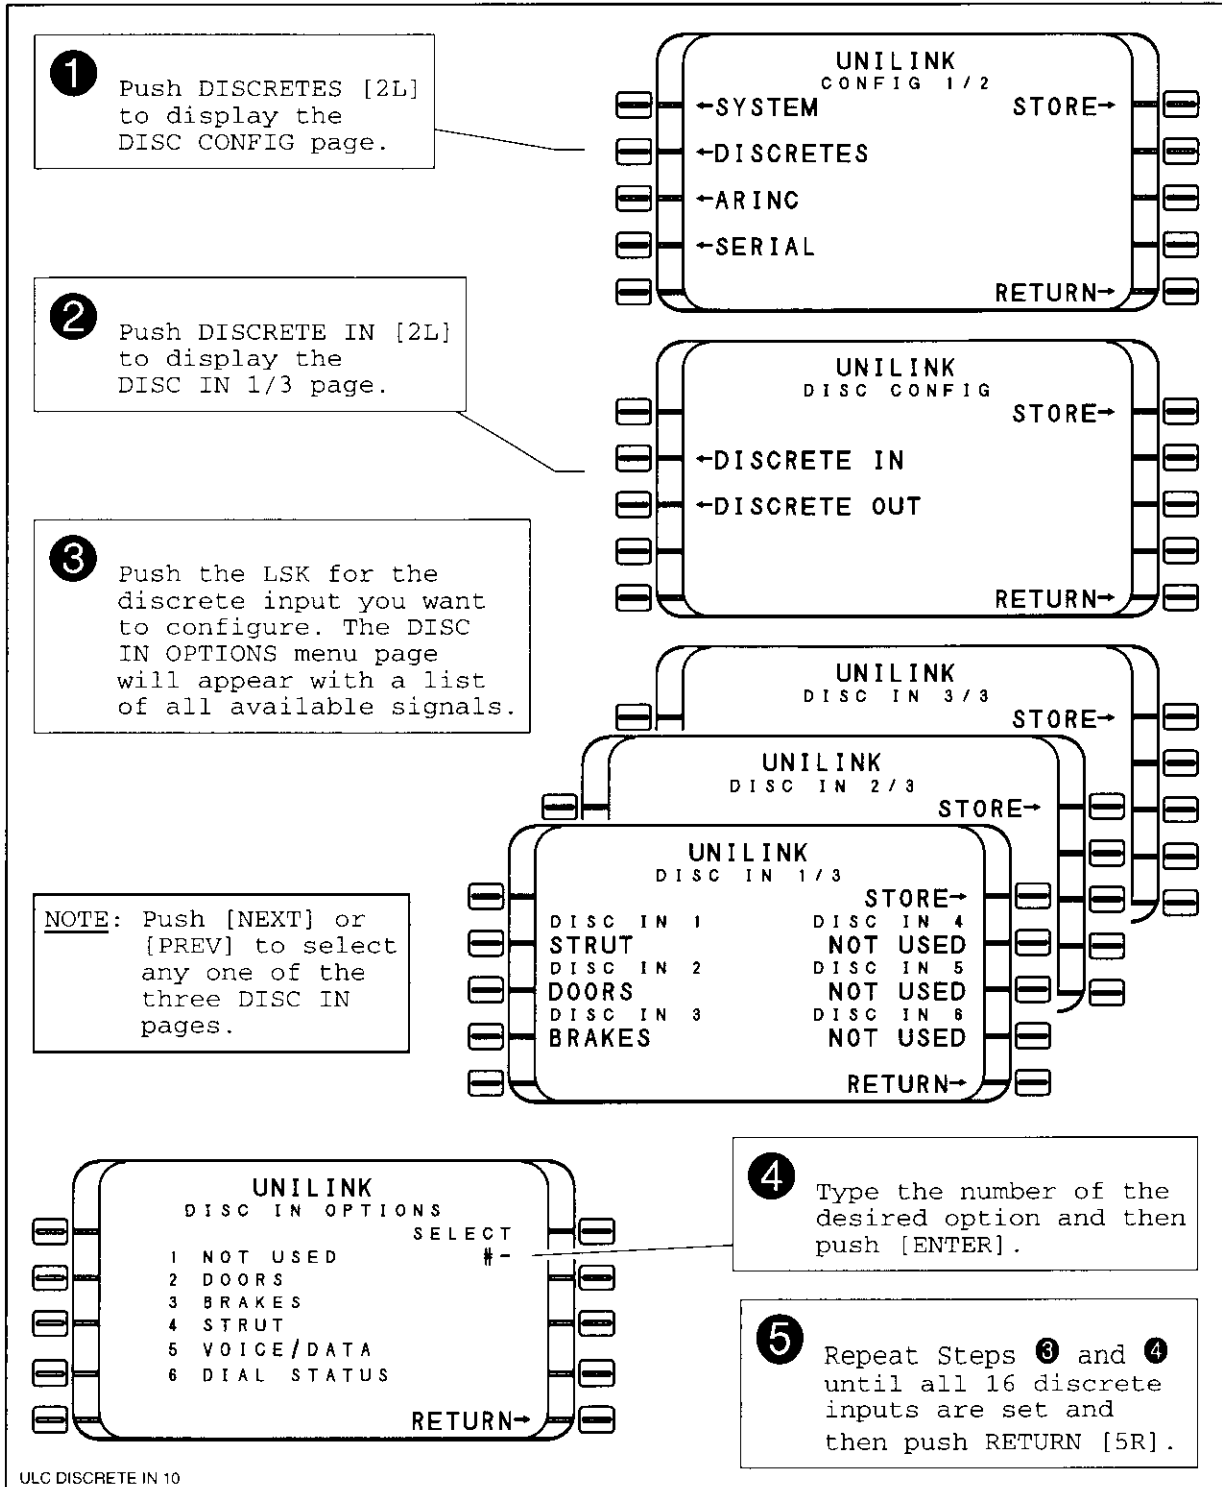 1
Push DISCRETES [2L]
to display the
DISC CONFIG page.
UNILINK
CONFIG 1/2
←SYSTEM STORE→
←DISCRETES
←ARINC
←SERIAL
RETURN→
2
Push DISCRETE IN [2L]
to display the
DISC IN 1/3 page.
UNILINK
DISC CONFIG
STORE→
←DISCRETE IN
←DISCRETE OUT
RETURN→
3
Push the LSK for the
discrete input you want
to configure. The DISC
IN OPTIONS menu page
will appear with a list
of all available signals.
UNILINK
DISC IN 3/3
STORE→
UNILINK
DISC IN 2/3
STORE→
UNILINK
DISC IN 1/3
STORE→
DISC IN 1 DISC IN 4
STRUT NOT USED
DISC IN 2 DISC IN 5
DOORS NOT USED
DISC IN 3 DISC IN 6
BRAKES NOT USED
RETURN→
NOTE: Push [NEXT] or
[PREV] to select
any one of the
three DISC IN
pages.
UNILINK
DISC IN OPTIONS
SELECT
1 NOT USED #-
2 DOORS
3 BRAKES
4 STRUT
5 VOICE/DATA
6 DIAL STATUS
RETURN→
4
Type the number of the
desired option and then
push [ENTER].
5
Repeat Steps 3 and 4
until all 16 discrete
inputs are set and
then push RETURN [5R].
ULC DISCRETE IN 10